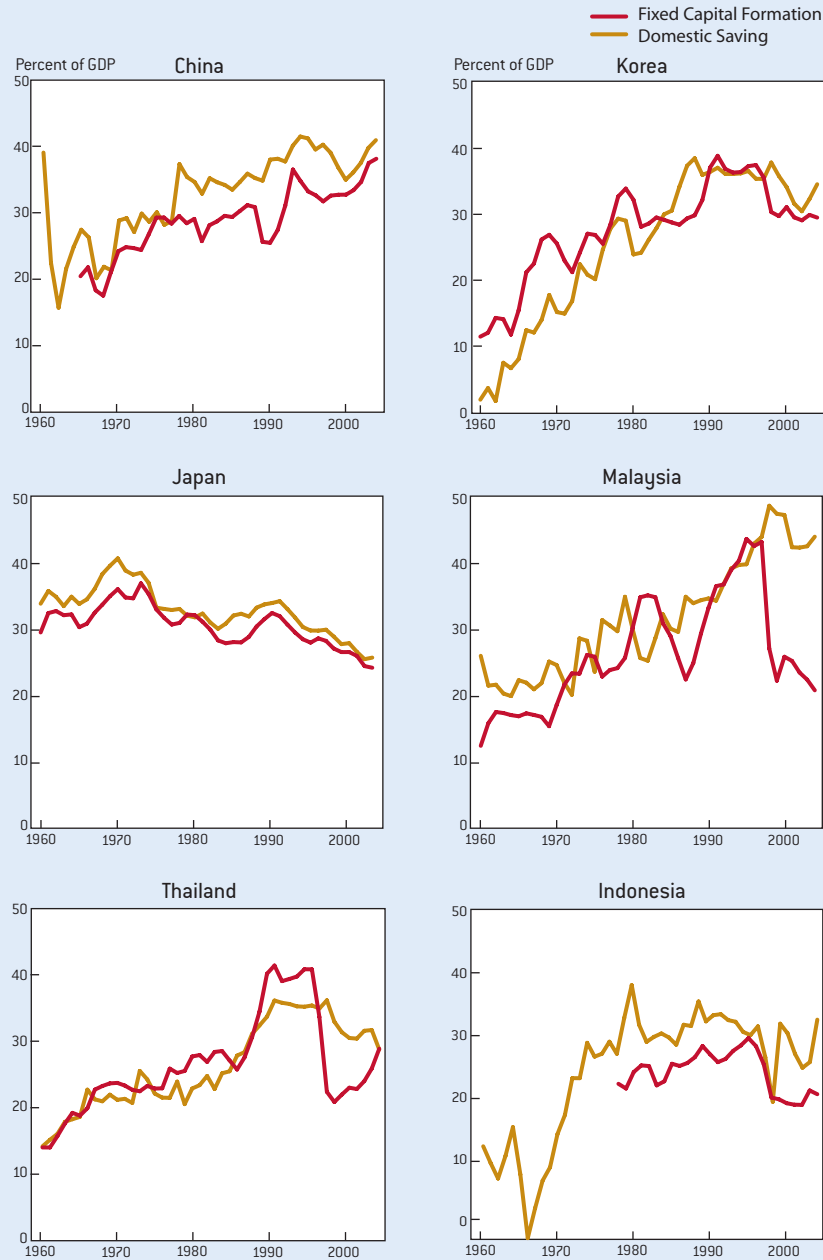 Fixed Capital Formation
Domestic Saving
Percent of GDP China
50
40
30
20
10
0
1960 1970 1980 1990 2000
Percent of GDP Korea
50
40
30
20
10
0
1960 1970 1980 1990 2000
Japan
50
40
30
20
10
0
1960 1970 1980 1990 2000
Malaysia
50
40
30
20
10
0
1960 1970 1980 1990 2000
Thailand
50
40
30
20
10
0
1960 1970 1980 1990 2000
Indonesia
50
40
30
20
10
0
1960 1970 1980 1990 2000